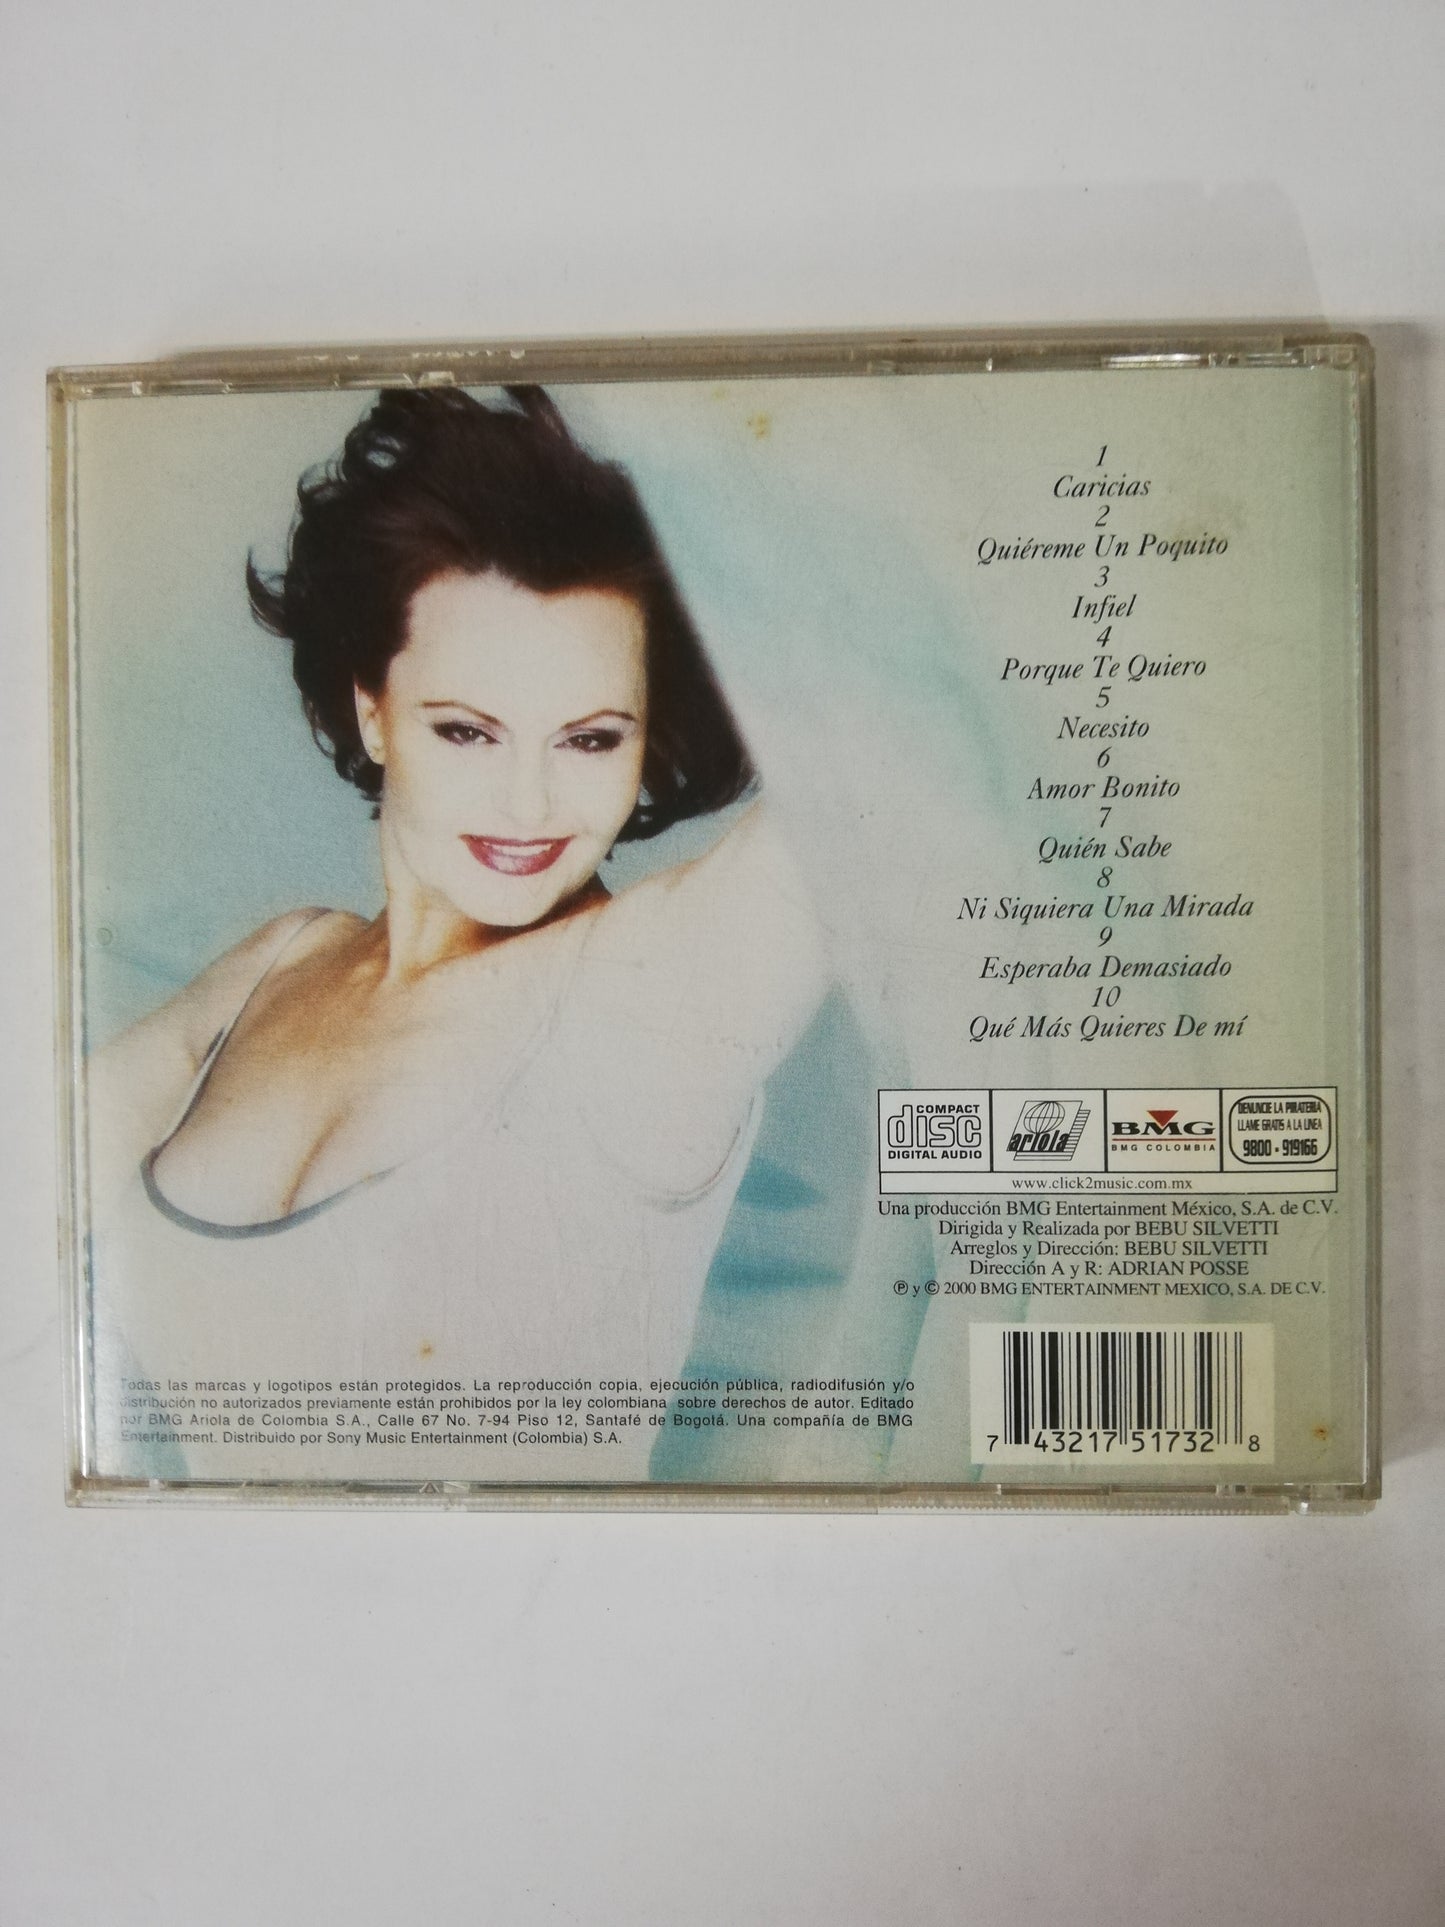 1
Caricias
2
Quiéreme Un Poquito
3
Infiel
4
Porque Te Quiero
5
Necesito
6
Amor Bonito
7
Quién Sabe
8
Ni Siquiera Una Mirada
9
Esperaba Demasiado
10
Qué Más Quieres De mí
COMPACT
disc
DIGITAL AUDIO
ariola
BMG
BMG COLOMBIA
DENUNCIE LA PIRATERIA
LLAME GRATIS A LA LINEA
9800 - 919166
www.click2music.com.mx
Una producción BMG Entertainment México, S.A. de C.V.
Dirigida y Realizada por BEBU SILVETTI
Arreglos y Dirección: BEBU SILVETTI
Dirección A y R: ADRIAN POSSE
℗ y © 2000 BMG ENTERTAINMENT MEXICO, S.A. DE C.V.
Todas las marcas y logotipos están protegidos. La reproducción copia, ejecución pública, radiodifusión y/o
distribución no autorizados previamente están prohibidos por la ley colombiana sobre derechos de autor. Editado
por BMG Ariola de Colombia S.A., Calle 67 No. 7-94 Piso 12, Santafé de Bogotá. Una compañía de BMG
Entertainment. Distribuido por Sony Music Entertainment (Colombia) S.A.
7 43217 51732 8